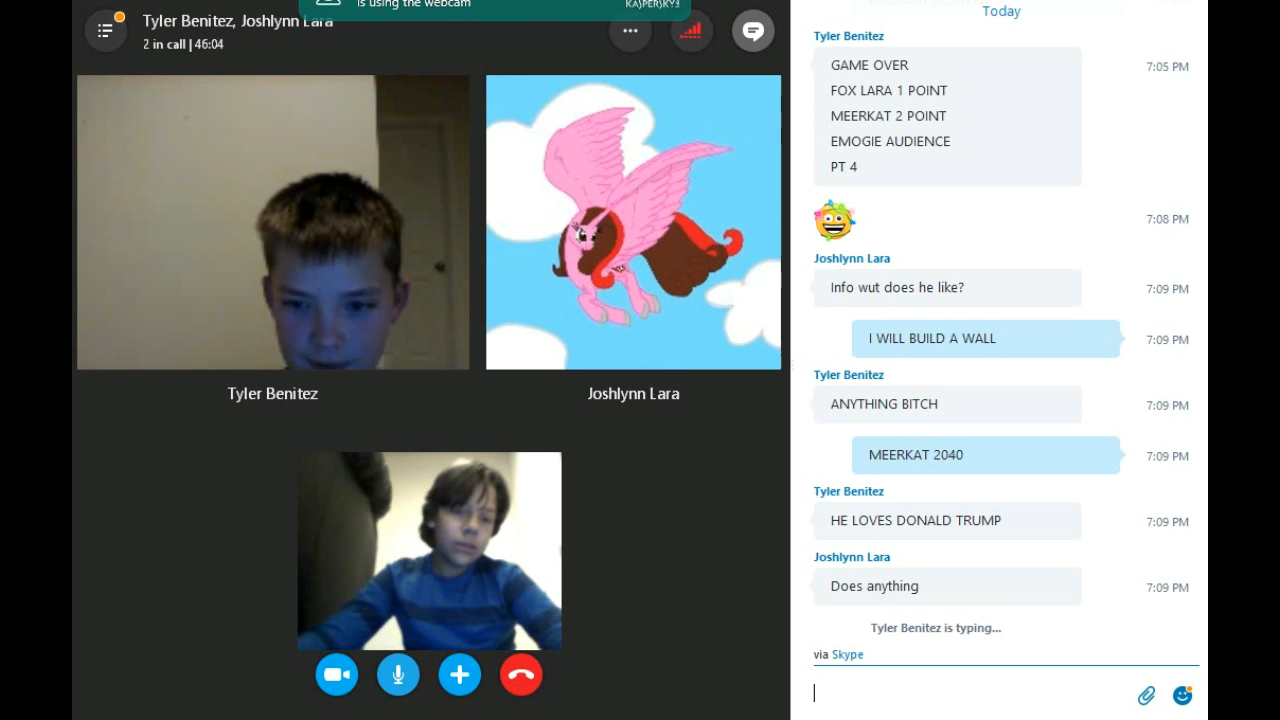 is using the webcam
KASPERSKY
Tyler Benitez, Joshlynn Lara
2 in call | 46:04
Tyler Benitez
Joshlynn Lara
Today
Tyler Benitez
GAME OVER
7:05 PM
FOX LARA 1 POINT
MEERKAT 2 POINT
EMOGIE AUDIENCE
PT 4
7:08 PM
Joshlynn Lara
Info wut does he like?
7:09 PM
I WILL BUILD A WALL
7:09 PM
Tyler Benitez
ANYTHING BITCH
7:09 PM
MEERKAT 2040
7:09 PM
Tyler Benitez
HE LOVES DONALD TRUMP
7:09 PM
Joshlynn Lara
Does anything
7:09 PM
Tyler Benitez is typing...
via Skype